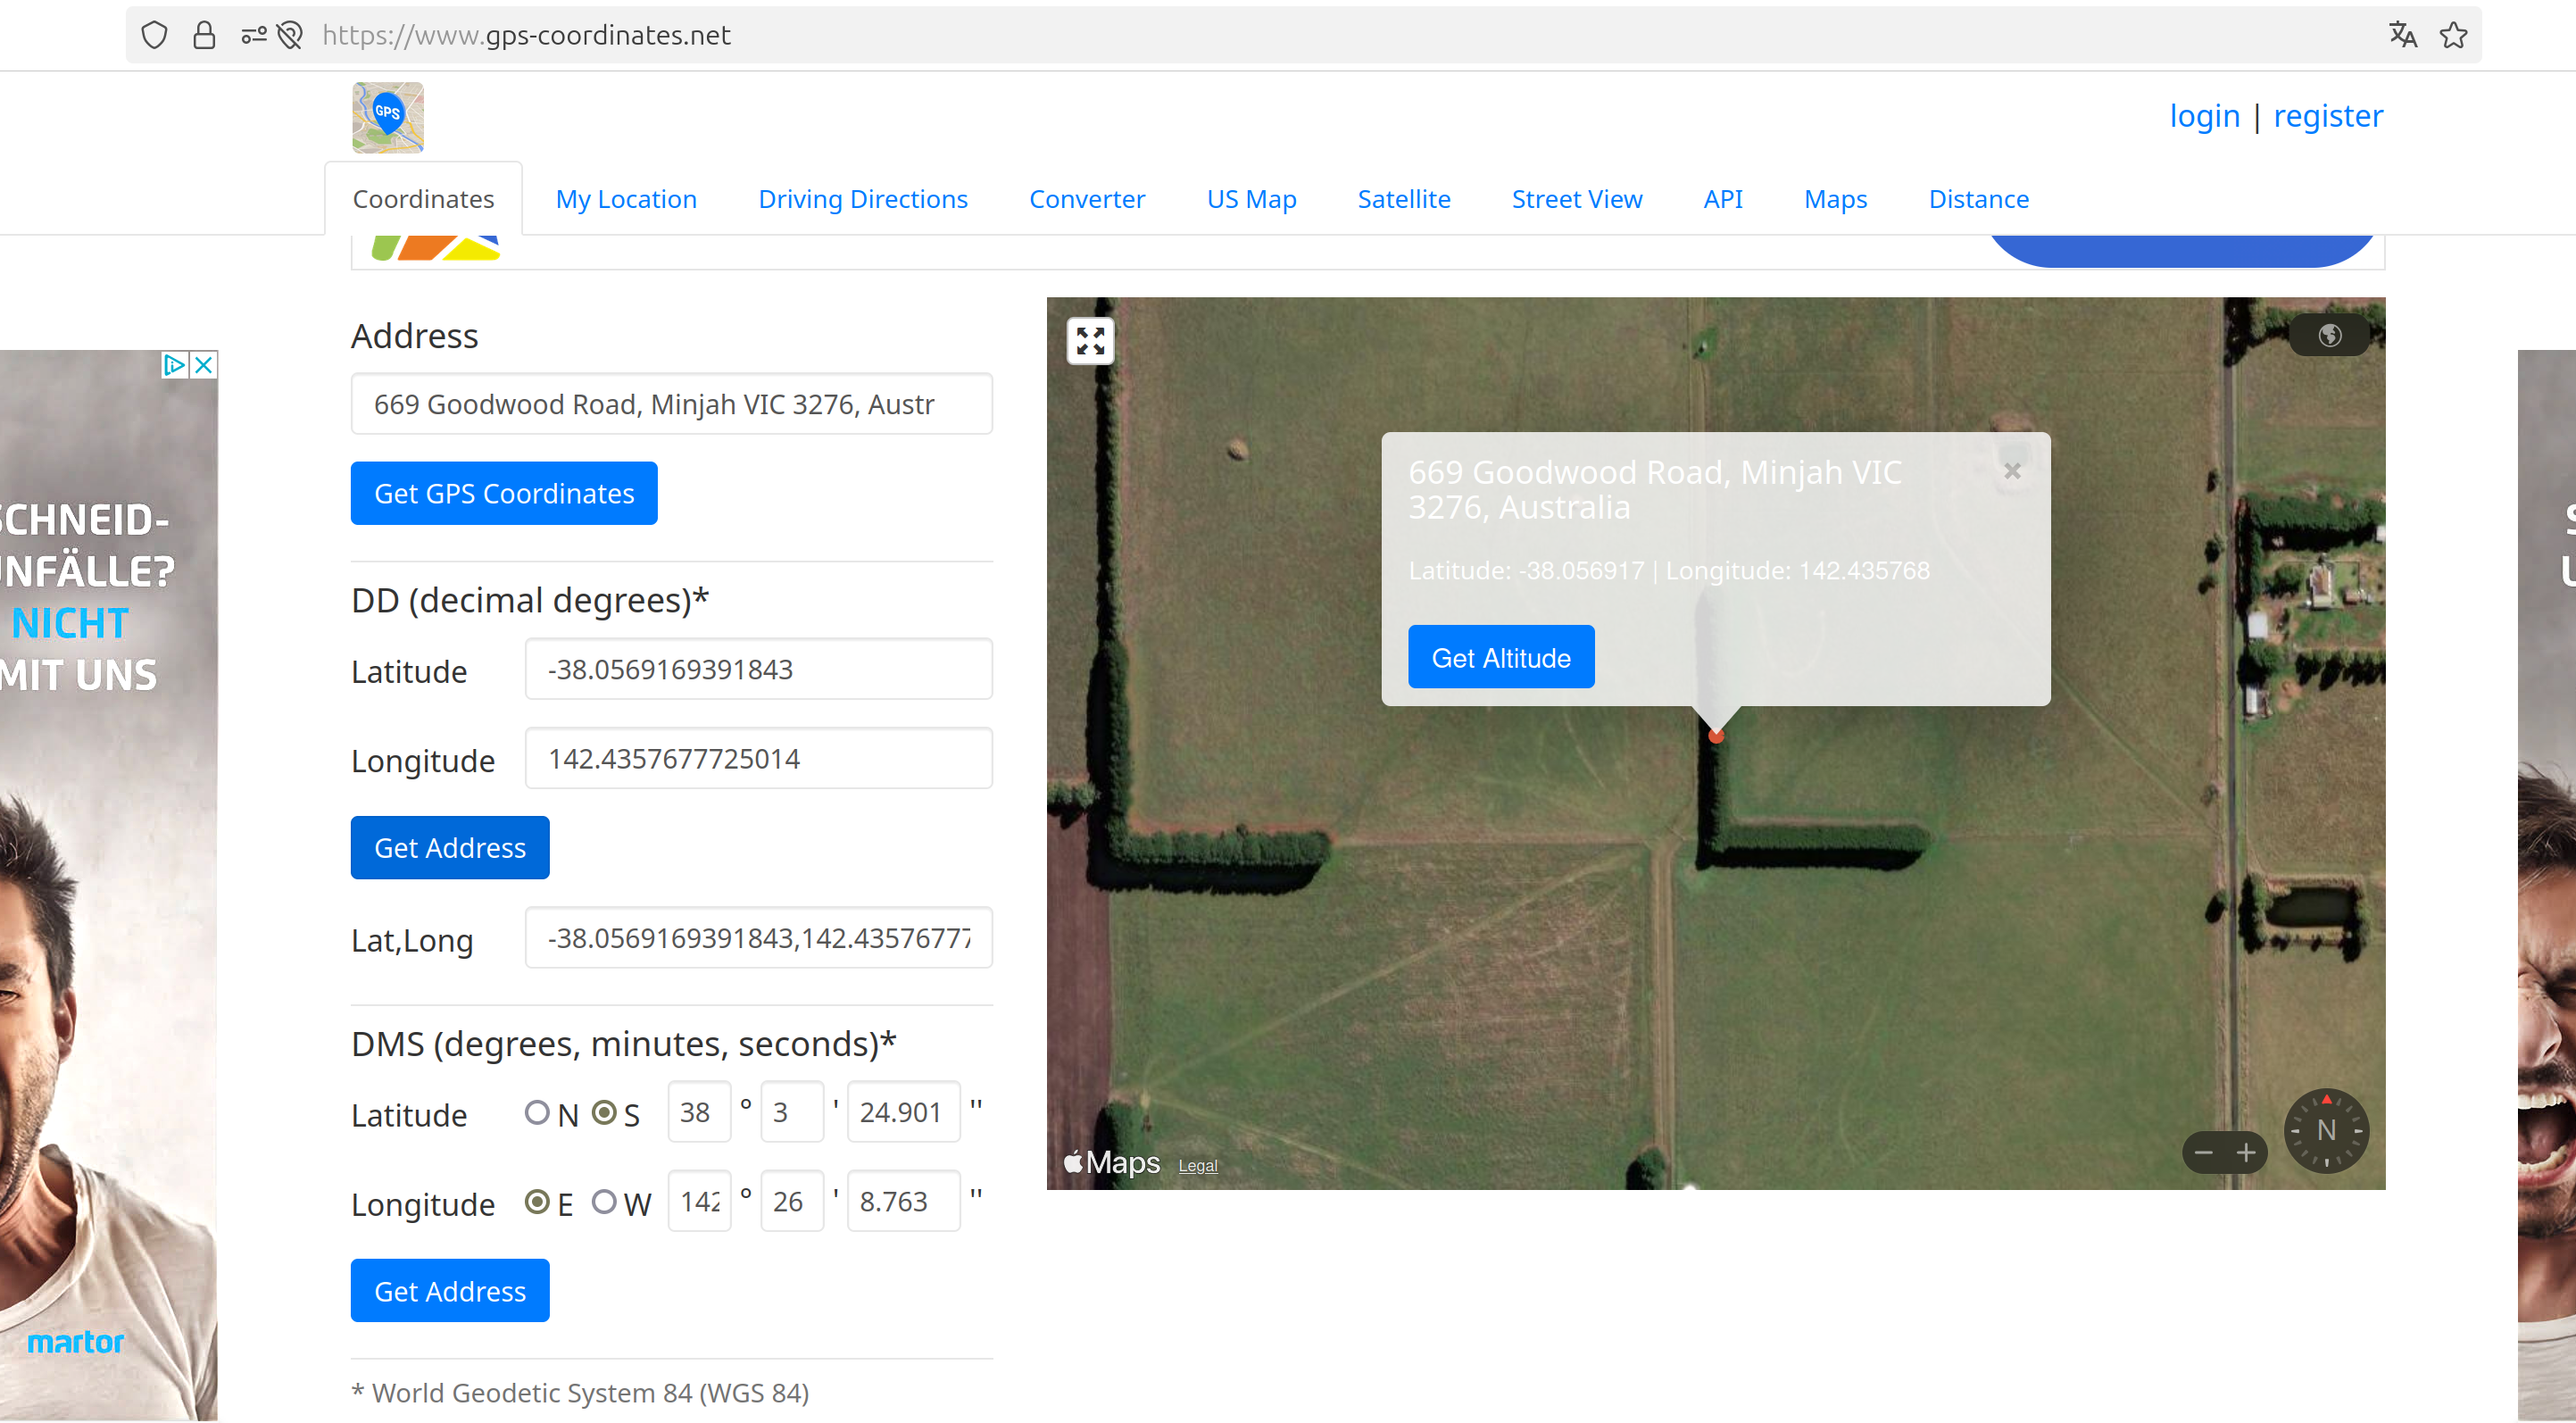 https://www.gps-coordinates.net
GPS
login | register
Coordinates My Location Driving Directions Converter US Map Satellite Street View API Maps Distance
SCHNEID-
UNFÄLLE?
NICHT
MIT UNS
martor
Address
669 Goodwood Road, Minjah VIC 3276, Austr
Get GPS Coordinates
DD (decimal degrees)*
Latitude -38.0569169391843
Longitude 142.4357677725014
Get Address
Lat,Long -38.0569169391843,142.43576777
DMS (degrees, minutes, seconds)*
Latitude N S 38 ° 3 ' 24.901 ''
Longitude E W 142 ° 26 ' 8.763 ''
Get Address
* World Geodetic System 84 (WGS 84)
669 Goodwood Road, Minjah VIC
3276, Australia
×
Latitude: -38.056917 | Longitude: 142.435768
Get Altitude
Maps Legal
− +
N
S
U